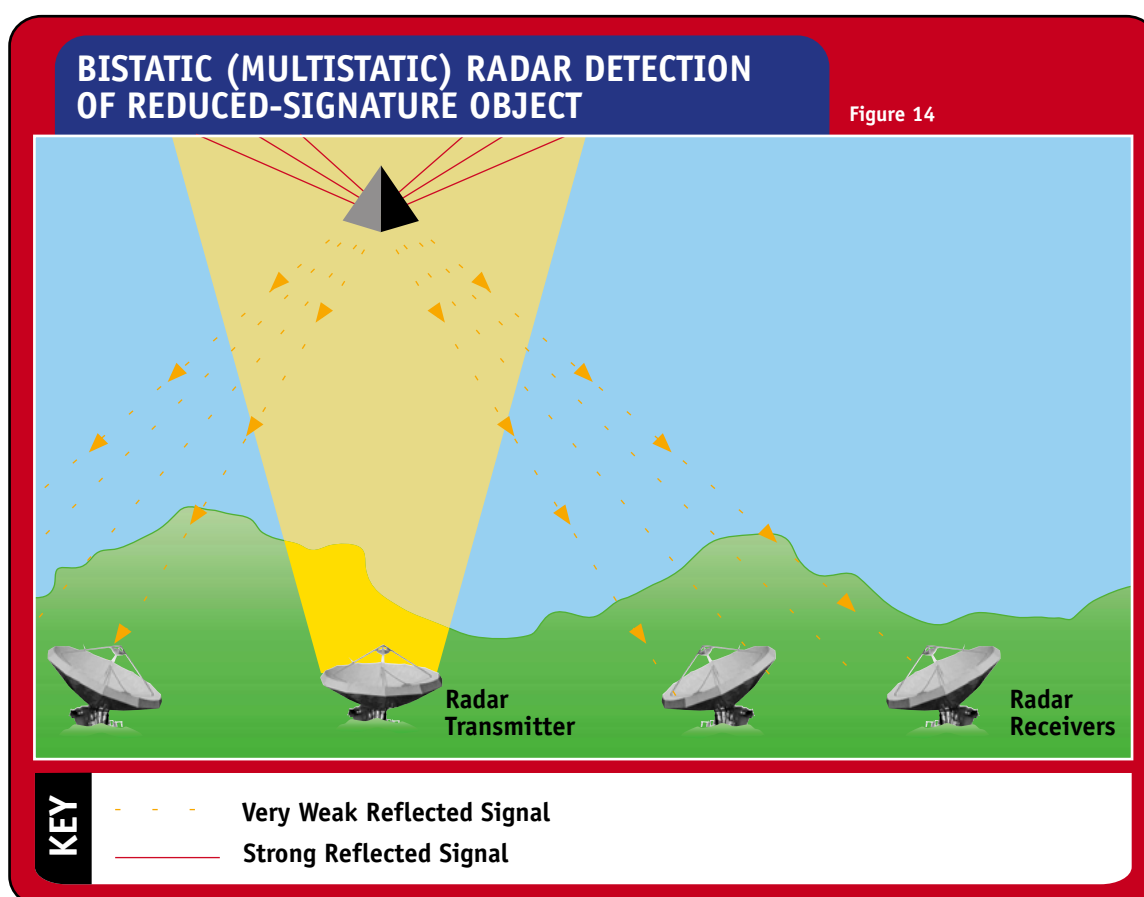 BISTATIC (MULTISTATIC) RADAR DETECTION
OF REDUCED-SIGNATURE OBJECT
Figure 14
Radar
Transmitter
Radar
Receivers
KEY
Very Weak Reflected Signal
Strong Reflected Signal